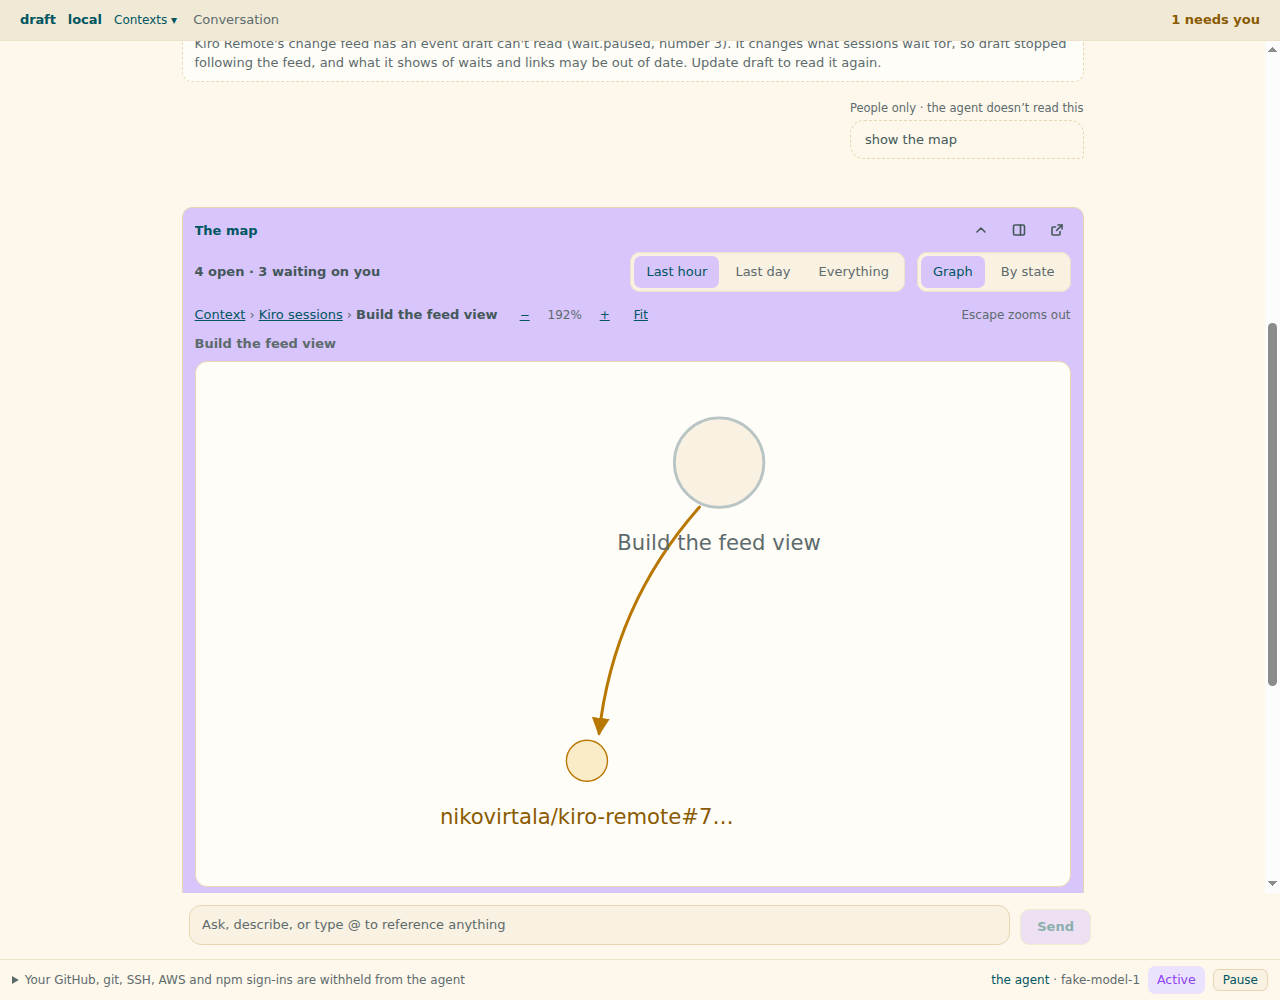 draft local Contexts ▾ Conversation 1 needs you
Kiro Remote's change feed has an event draft can't read (wait.paused, number 3). It changes what sessions wait for, so draft stopped
following the feed, and what it shows of waits and links may be out of date. Update draft to read it again.
People only · the agent doesn't read this
show the map
The map
4 open · 3 waiting on you Last hour Last day Everything Graph By state
Context › Kiro sessions › Build the feed view − 192% + Fit Escape zooms out
Build the feed view
Build the feed view
nikovirtala/kiro-remote#7…
Ask, describe, or type @ to reference anything Send
▶ Your GitHub, git, SSH, AWS and npm sign-ins are withheld from the agent the agent · fake-model-1 Active Pause